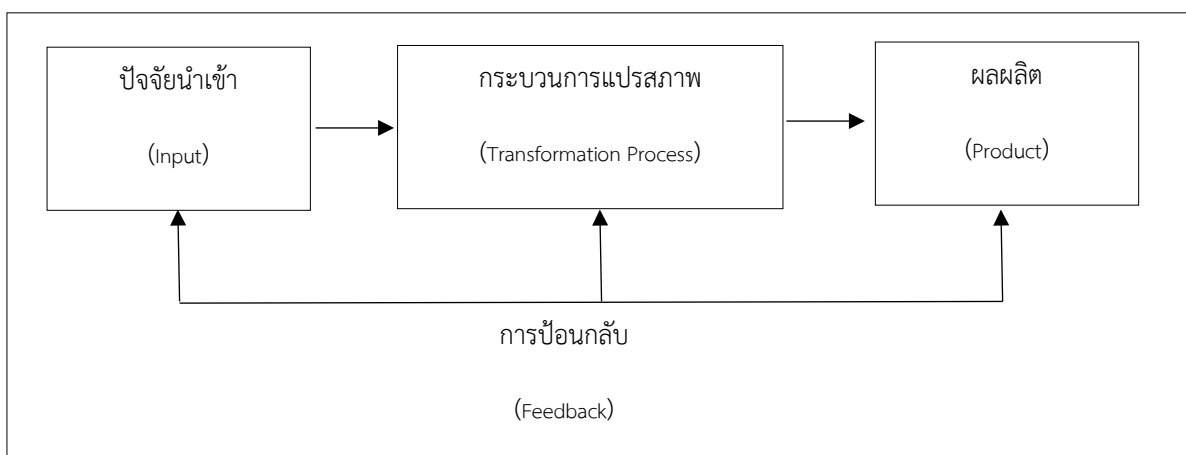 ปัจจัยนำเข้า
(Input)
กระบวนการแปรสภาพ
(Transformation Process)
ผลผลิต
(Product)
การป้อนกลับ
(Feedback)